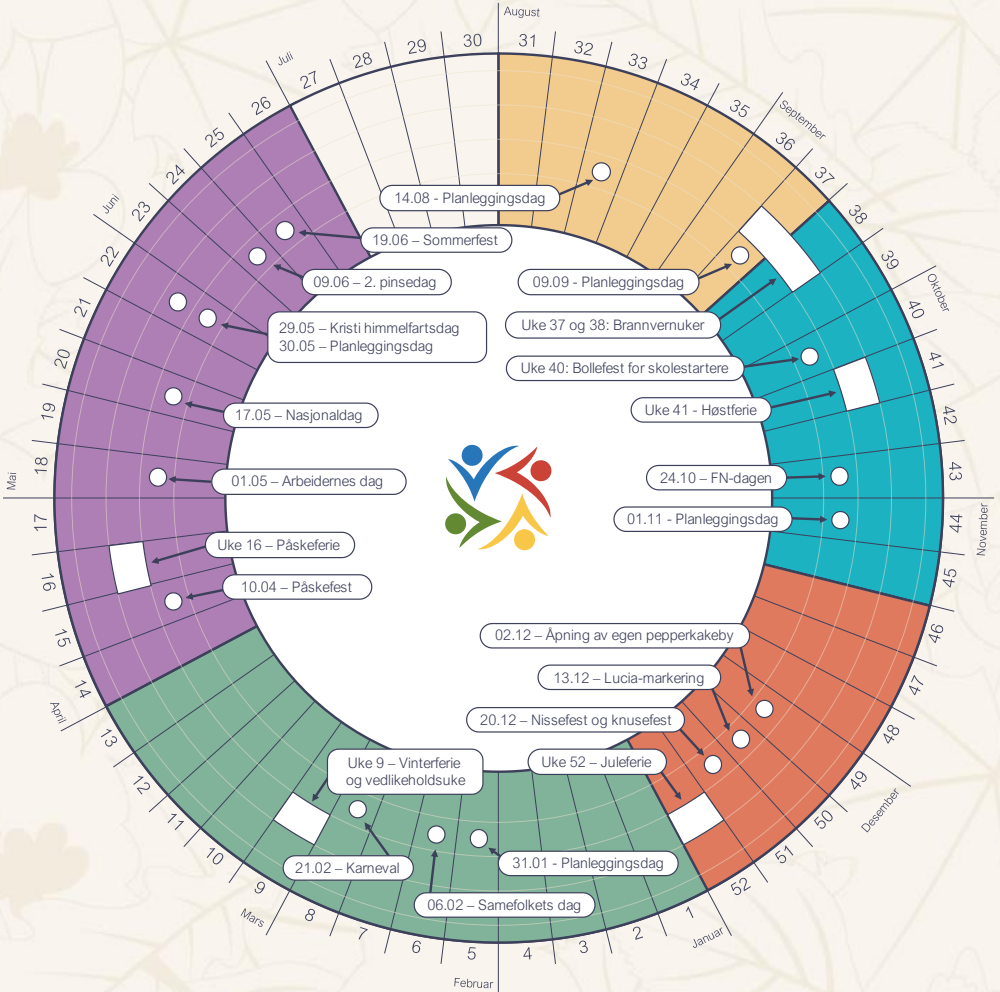 August
31
32
33
34
35
September
36
37
38
39
Oktober
40
41
42
43
November
44
45
46
47
48
49
Desember
50
51
52
Januar
1
2
3
4
Februar
5
6
7
8
Mars
9
10
11
12
13
April
14
15
16
17
Mai
18
19
20
21
22
Juni
23
24
25
26
Juli
27
28
29
30
14.08 - Planleggingsdag
09.09 - Planleggingsdag
Uke 37 og 38: Brannvernuker
Uke 40: Bollefest for skolestartere
Uke 41 - Høstferie
24.10 – FN-dagen
01.11 - Planleggingsdag
02.12 – Åpning av egen pepperkakeby
13.12 – Lucia-markering
20.12 – Nissefest og knusefest
Uke 52 – Juleferie
31.01 - Planleggingsdag
06.02 – Samefolkets dag
21.02 – Karneval
Uke 9 – Vinterferie
og vedlikeholdsuke
10.04 – Påskefest
Uke 16 – Påskeferie
01.05 – Arbeidernes dag
17.05 – Nasjonaldag
29.05 – Kristi himmelfartsdag
30.05 – Planleggingsdag
09.06 – 2. pinsedag
19.06 – Sommerfest